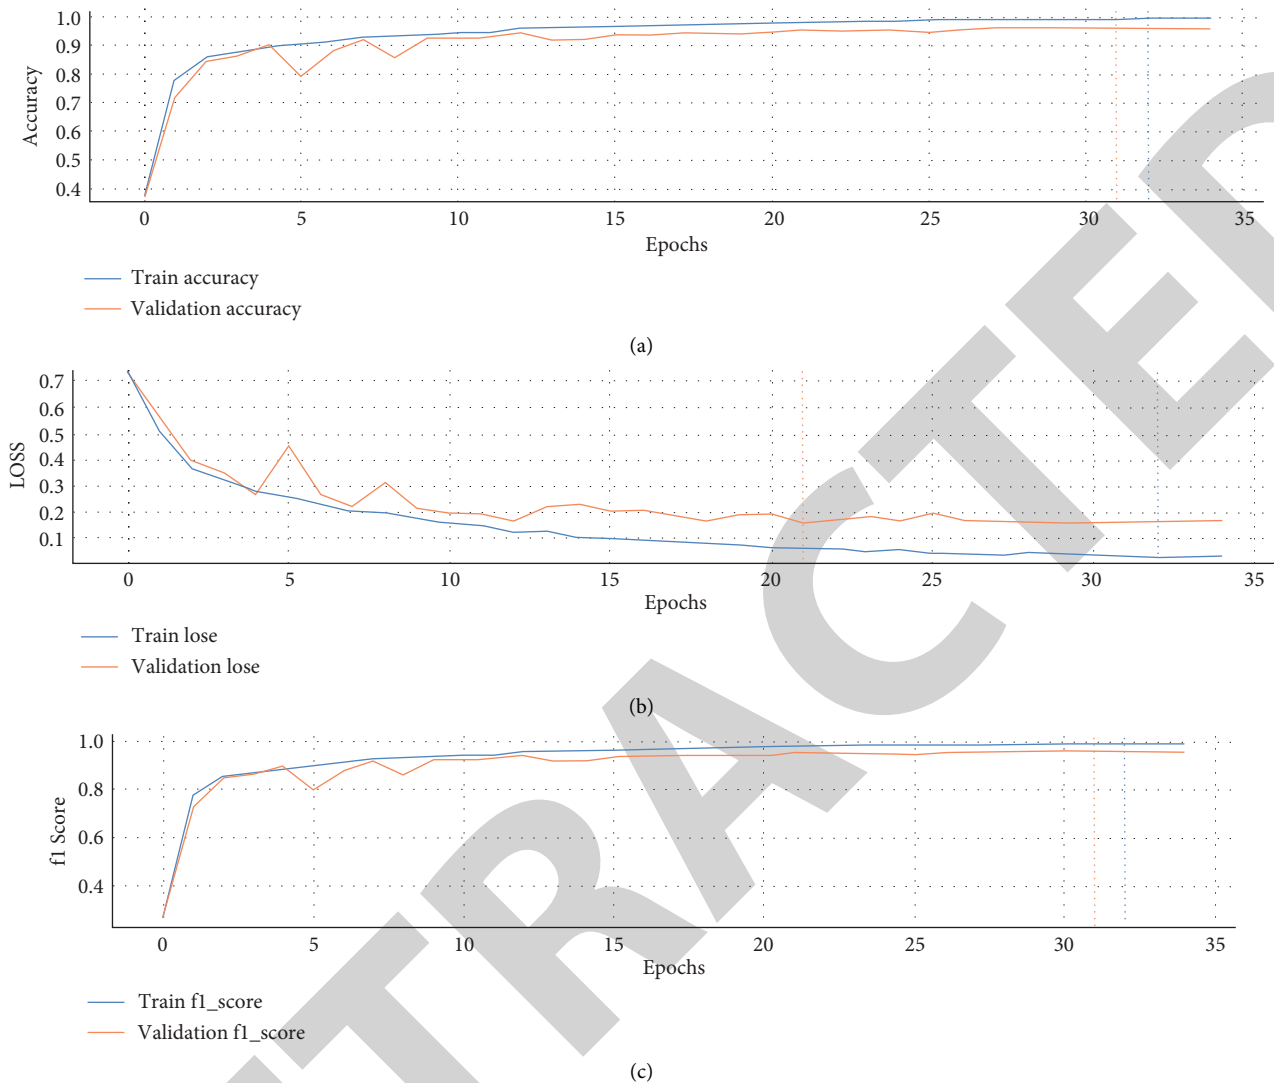 1.0
0.9
0.8
0.7
0.6
0.5
0.4
Accuracy
0 5 10 15 20 25 30 35
Epochs
Train accuracy
Validation accuracy
(a)
0.7
0.6
0.5
0.4
0.3
0.2
0.1
LOSS
0 5 10 15 20 25 30 35
Epochs
Train lose
Validation lose
(b)
1.0
0.8
0.6
0.4
f1 Score
0 5 10 15 20 25 30 35
Epochs
Train f1_score
Validation f1_score
(c)
TRACTED